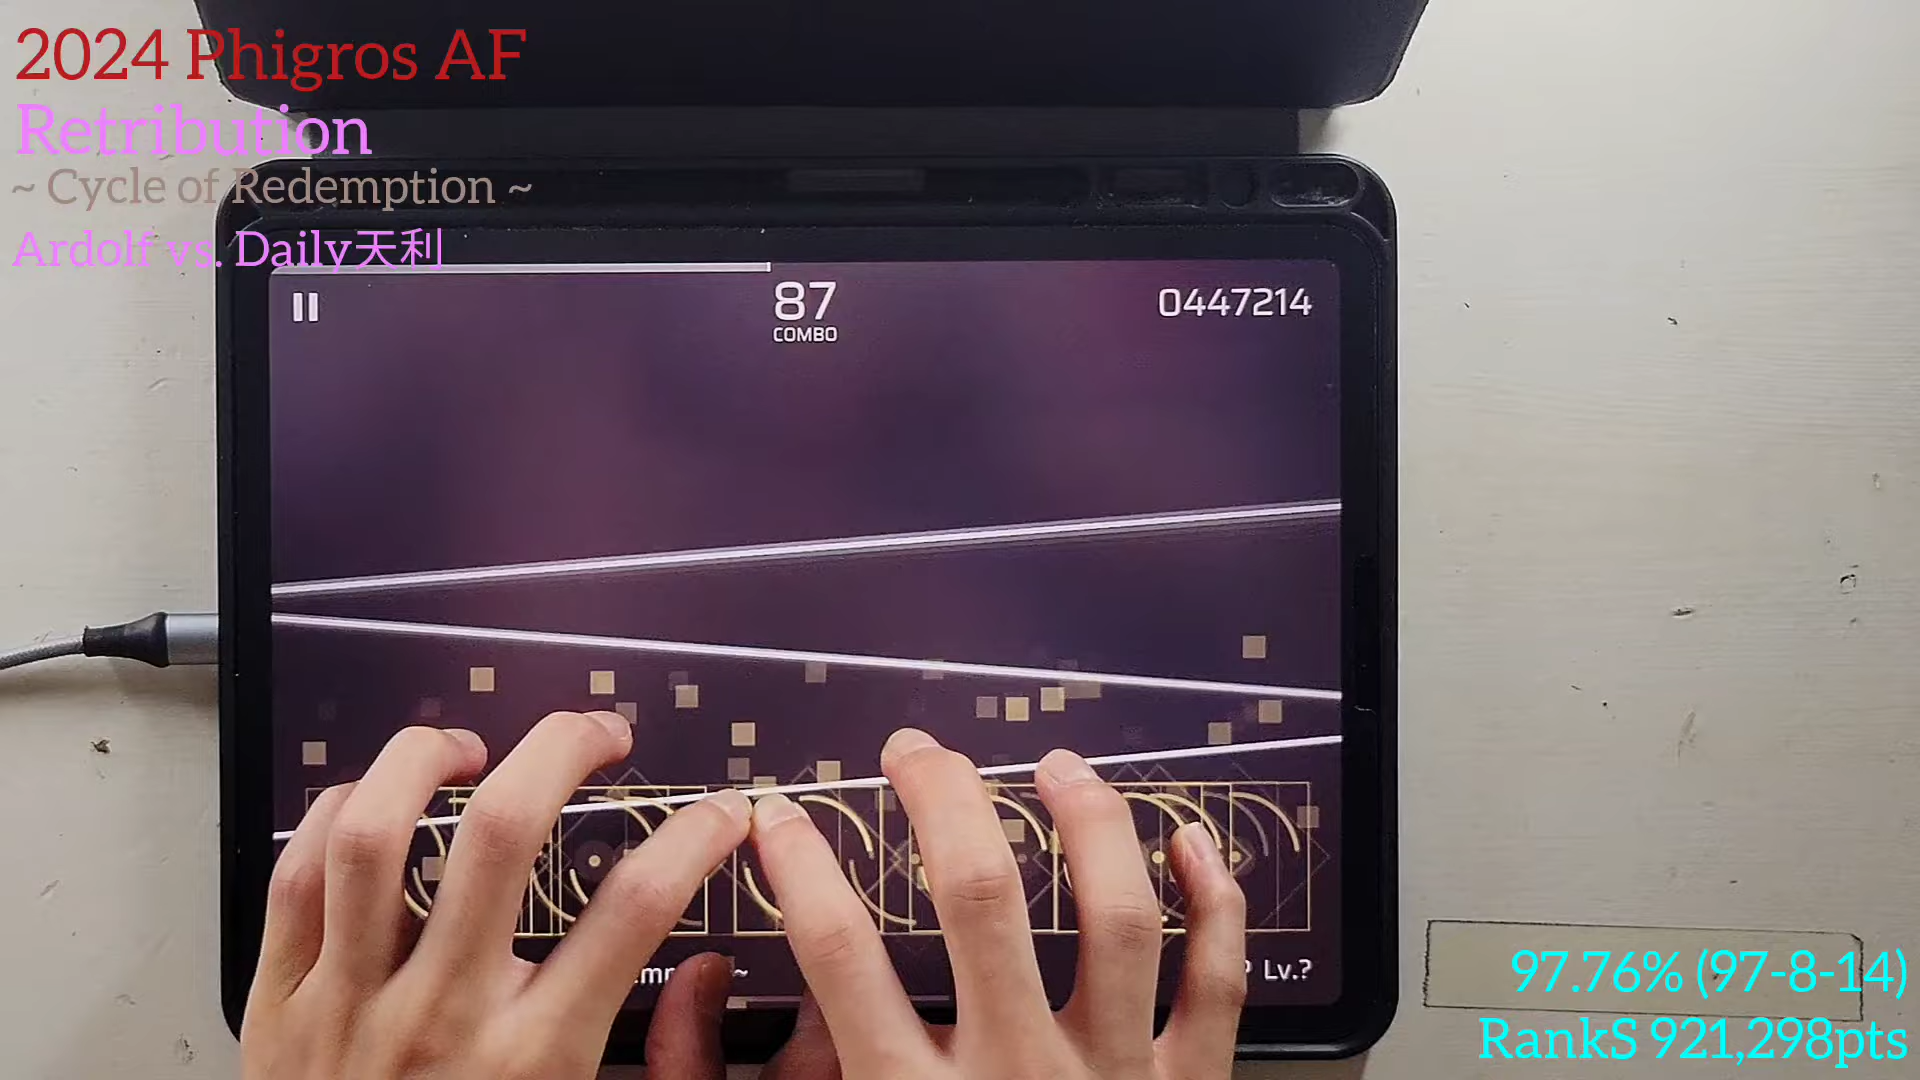 2024 Phigros AF
Retribution
~ Cycle of Redemption ~
Ardolf vs. Daily天利
87
COMBO
0447214
~
Lv.?
97.76% (97-8-14)
RankS 921,298pts